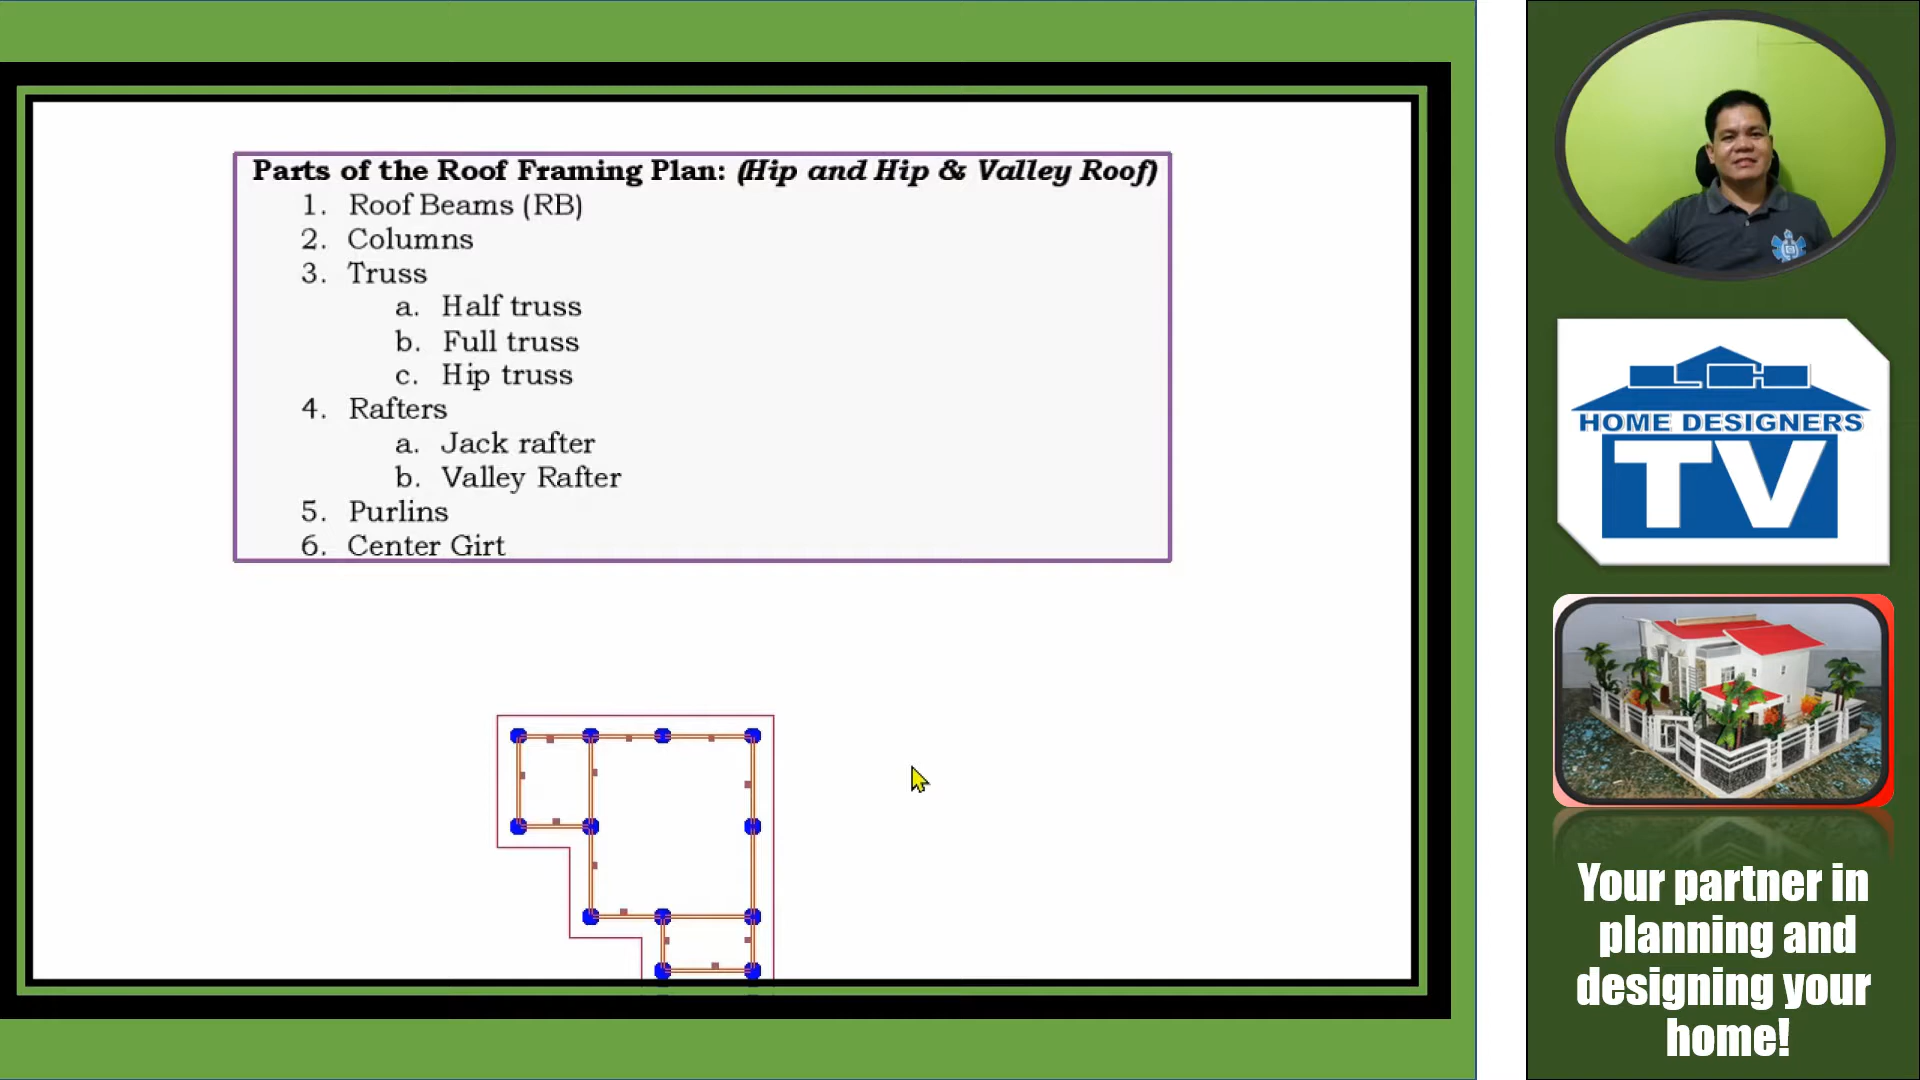 Parts of the Roof Framing Plan: (Hip and Hip & Valley Roof)
1. Roof Beams (RB)
2. Columns
3. Truss
a. Half truss
b. Full truss
c. Hip truss
4. Rafters
a. Jack rafter
b. Valley Rafter
5. Purlins
6. Center Girt
LCH
HOME DESIGNERS
TV
Your partner in
planning and
designing your
home!